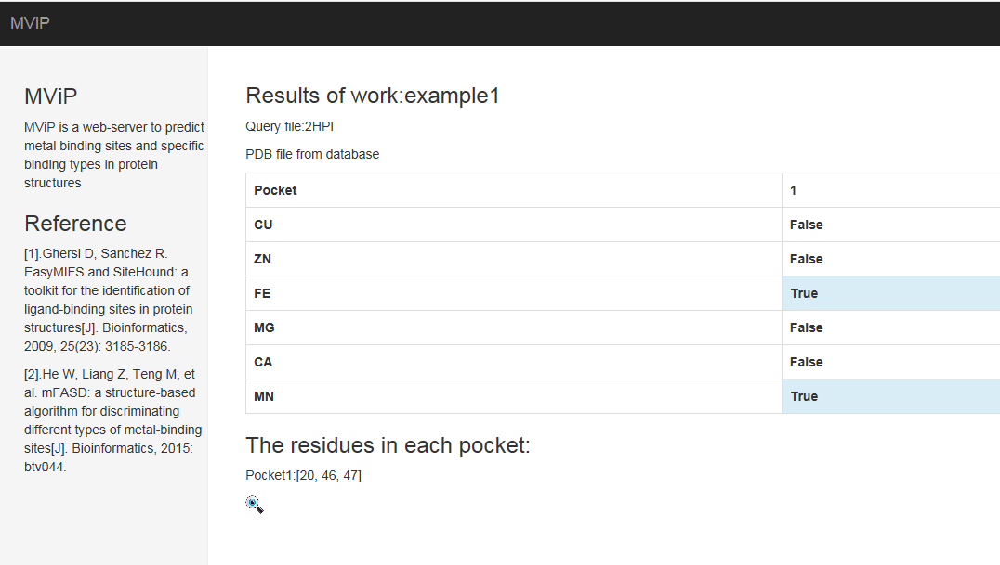 MViP
MViP
MViP is a web-server to predict
metal binding sites and specific
binding types in protein
structures
Reference
[1].Ghersi D, Sanchez R.
EasyMIFS and SiteHound: a
toolkit for the identification of
ligand-binding sites in protein
structures[J]. Bioinformatics,
2009, 25(23): 3185-3186.
[2].He W, Liang Z, Teng M, et
al. mFASD: a structure-based
algorithm for discriminating
different types of metal-binding
sites[J]. Bioinformatics, 2015:
btv044.
Results of work:example1
Query file:2HPI
PDB file from database
Pocket 1
CU False
ZN False
FE True
MG False
CA False
MN True
The residues in each pocket:
Pocket1:[20, 46, 47]